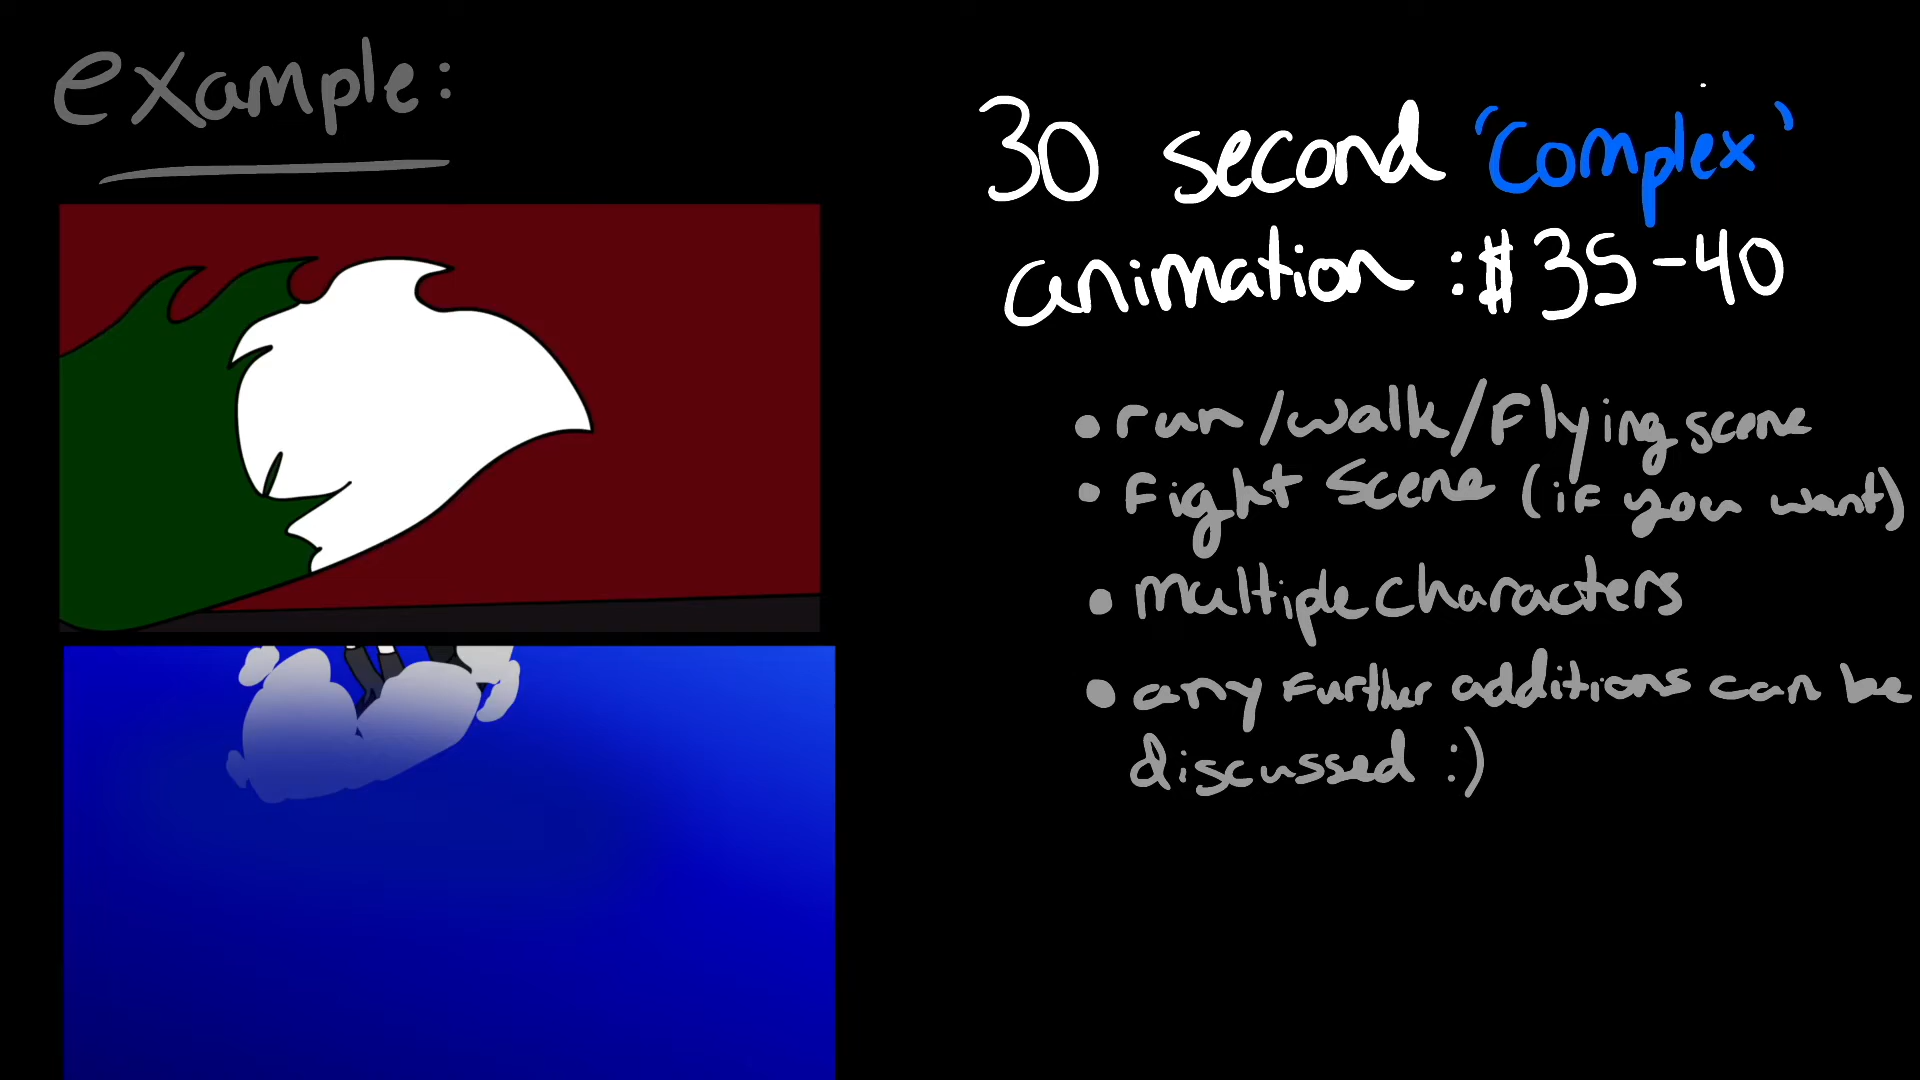 example:
30 second 'complex'
animation : $35-40
• run/walk/flying scene
• Fight scene (if you want)
• multiple characters
• any further additions can be
discussed :)